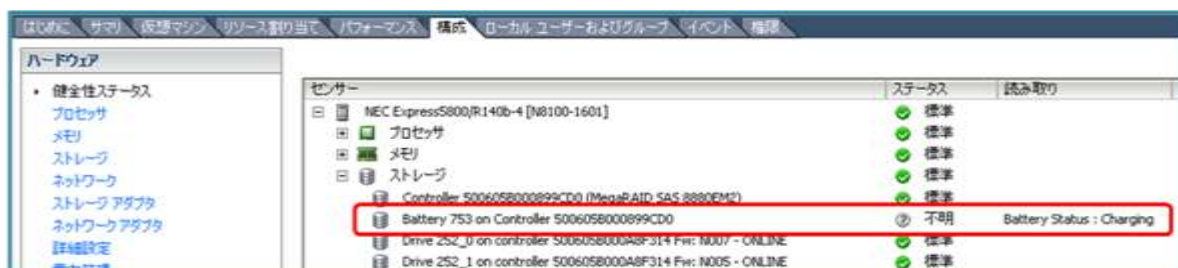 はじめに サマリ 仮想マシン リソース割り当て パフォーマンス 構成 ローカル ユーザーおよびグループ イベント 権限
ハードウェア
健全性ステータス
プロセッサ
メモリ
ストレージ
ネットワーク
ストレージ アダプタ
ネットワーク アダプタ
詳細設定
センサー ステータス 読み取り
NEC Express5800/R140b-4 [N8100-1601] 標準
プロセッサ 標準
メモリ 標準
ストレージ 標準
Controller 500605B000899CD0 (MegaRAID SAS 8880EM2) 標準
Battery 753 on Controller 500605B000899CD0 不明 Battery Status : Charging
Drive 252_0 on controller 500605B000A8F314 Fw: N007 - ONLINE 標準
Drive 252_1 on controller 500605B000A8F314 Fw: N005 - ONLINE 標準